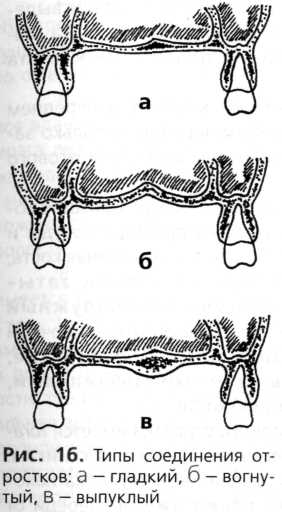 а
б
в
Рис. 16. Типы соединения от-
ростков: а – гладкий, б – вогну-
тый, в – выпуклый